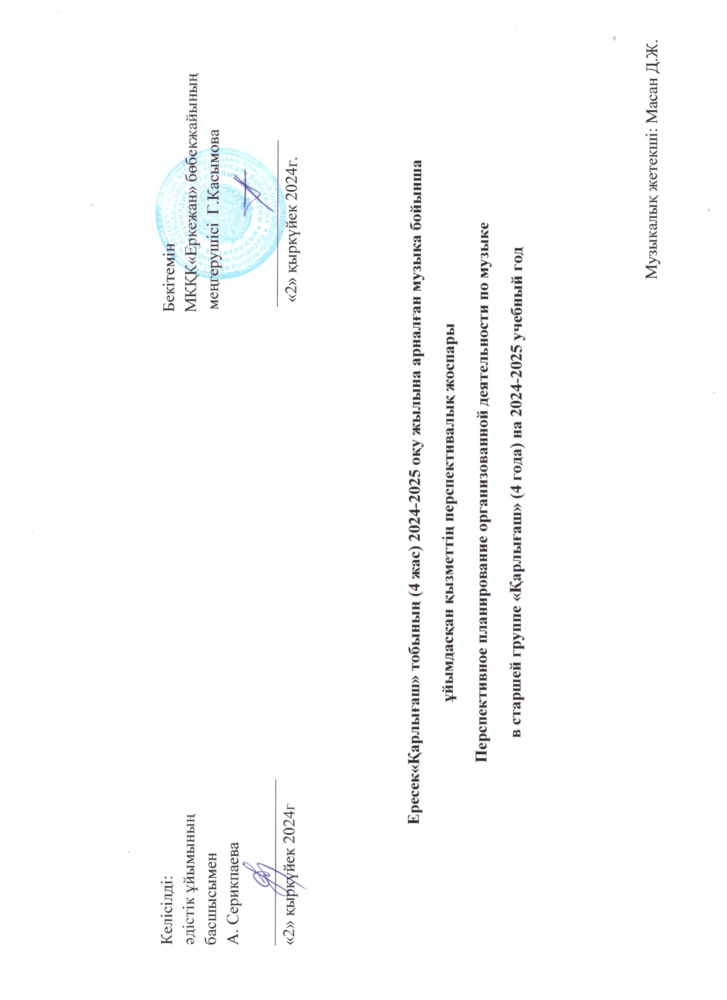 Келісілді:
әдістік ұйымының
басшысымен
А. Серикпаева
«2» қыркүйек 2024г
Бекітемін
МКҚК«Еркежан» бөбекжайының
меңгерушісі Г.Касымова
«2» қыркүйек 2024г.
Ересек«Қарлығаш» тобының (4 жас) 2024-2025 оқу жылына арналған музыка бойынша
ұйымдасқан қызметтің перспективалық жоспары
Перспективное планирование организованной деятельности по музыке
в старшей группе «Қарлығаш» (4 года) на 2024-2025 учебный год
Музыкалық жетекші: Масан Д.Ж.